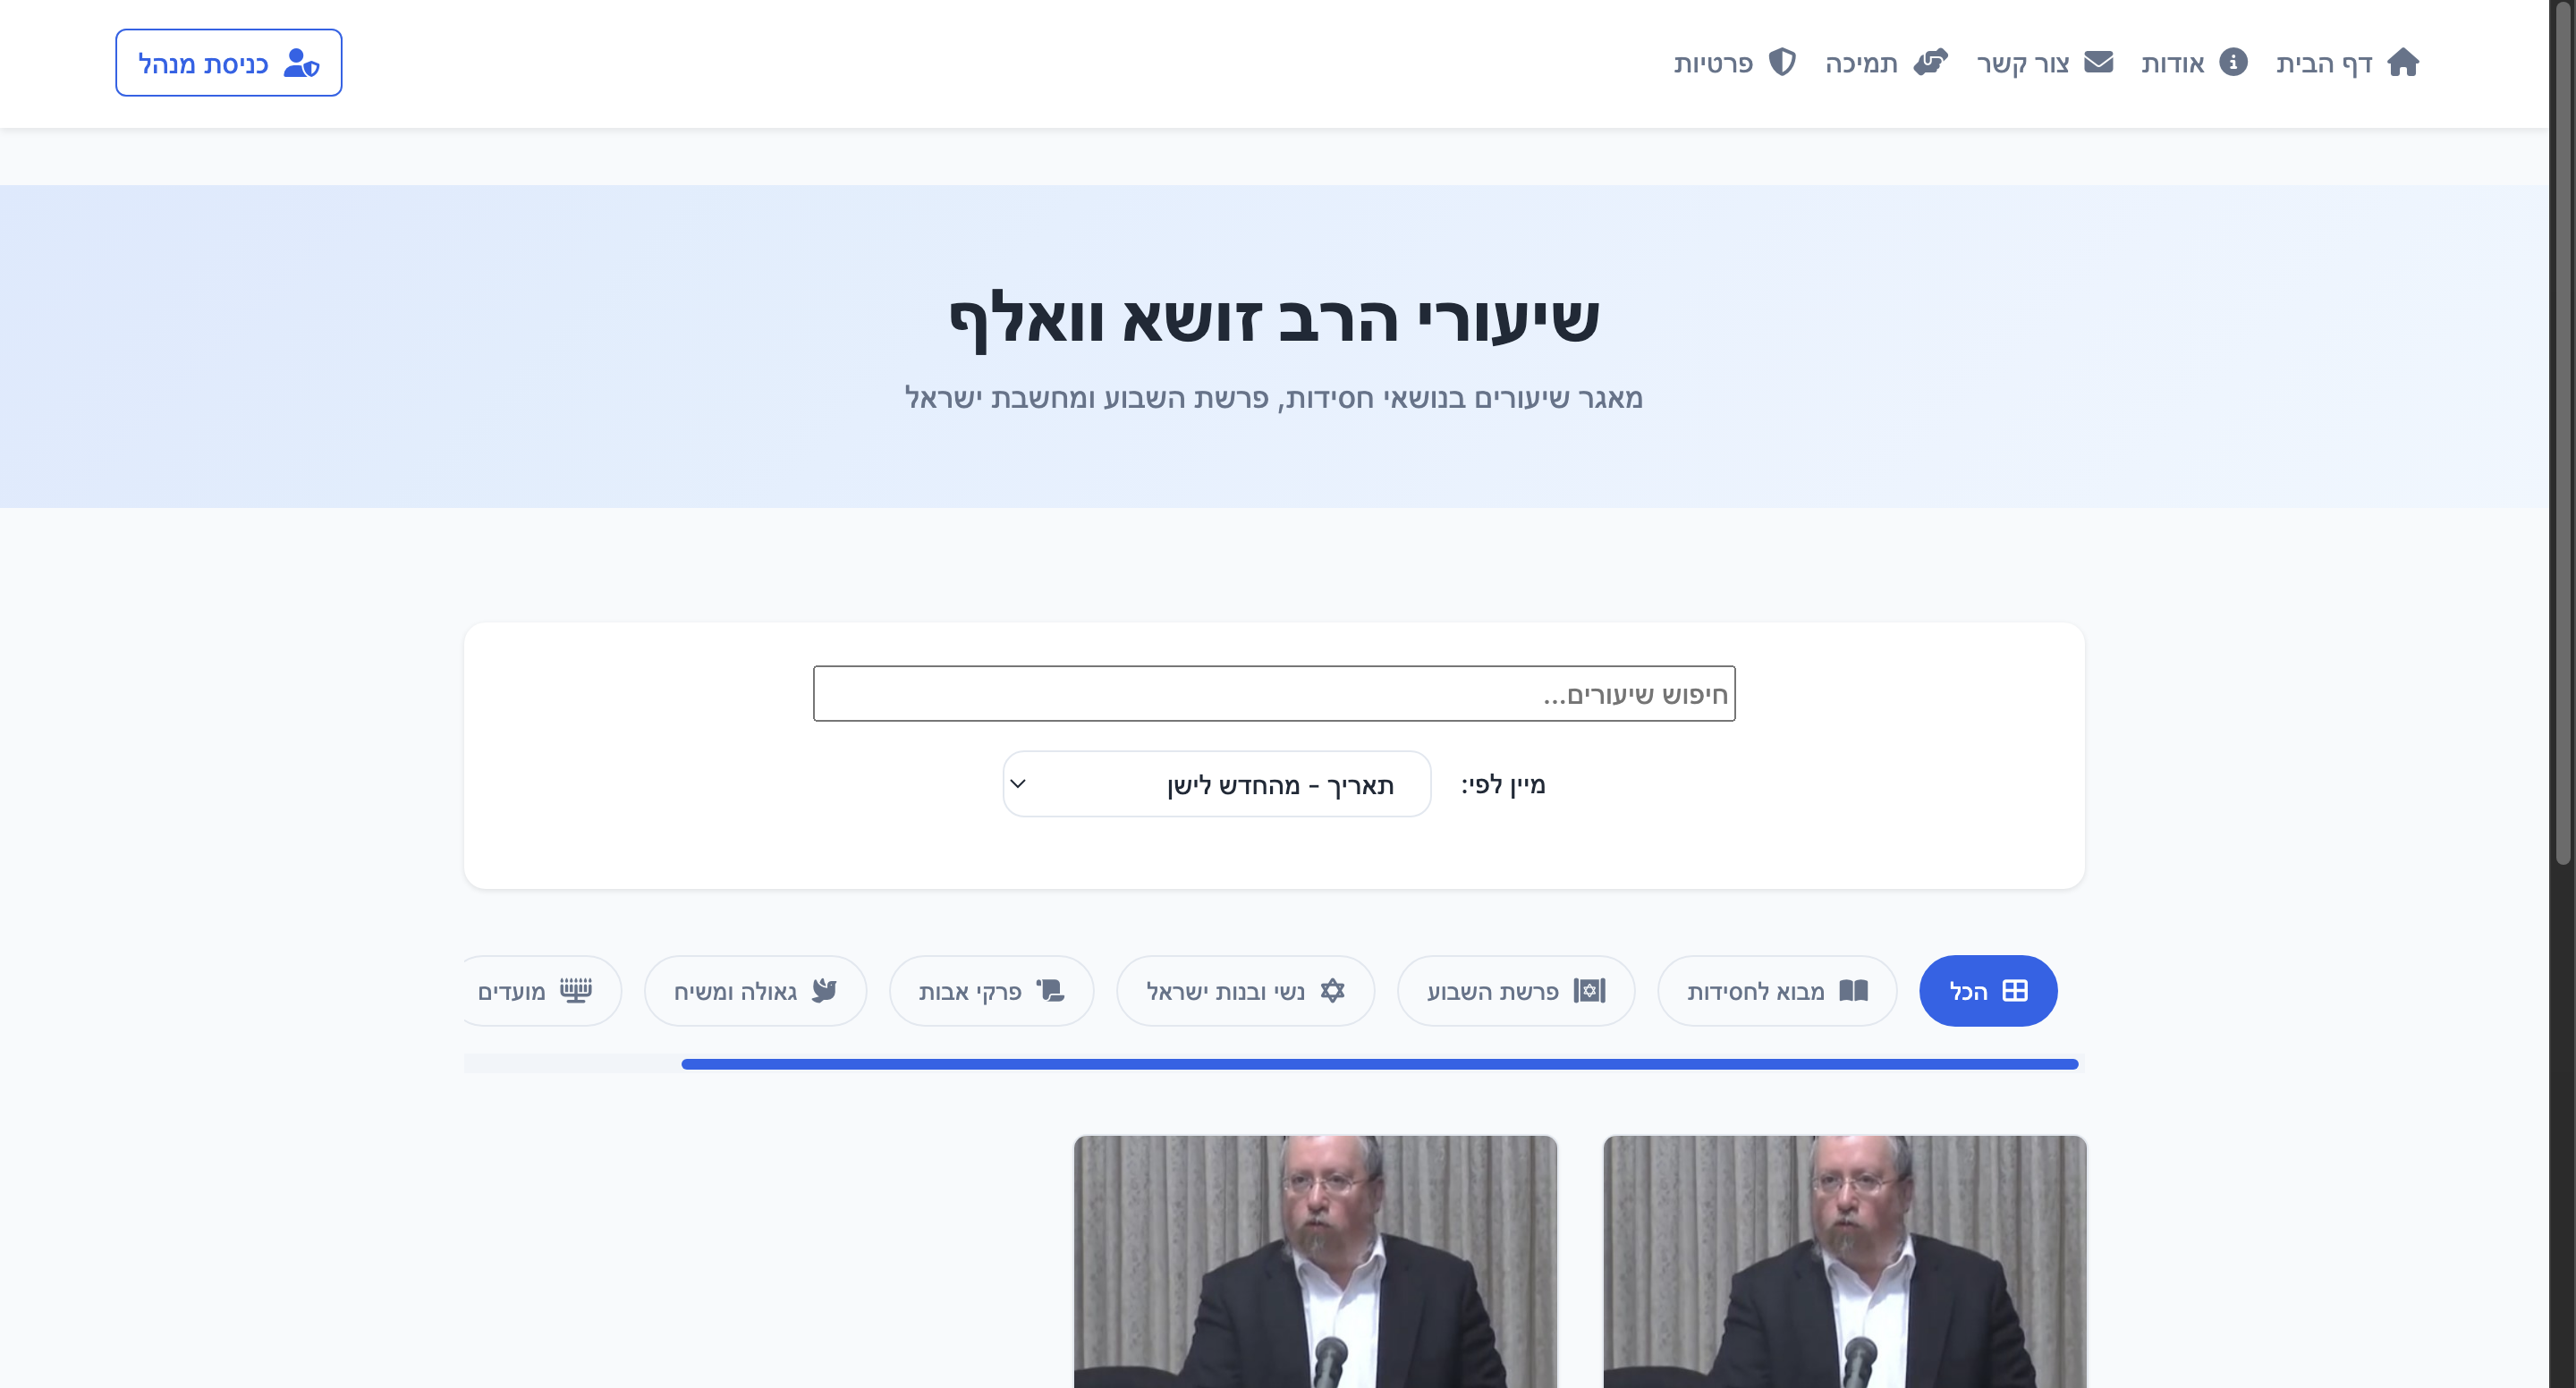 דף הבית אודות צור קשר תמיכה פרטיות כניסת מנהל
שיעורי הרב זושא וואלף
מאגר שיעורים בנושאי חסידות, פרשת השבוע ומחשבת ישראל
חיפוש שיעורים...
מיין לפי: תאריך - מהחדש לישן
הכל מבוא לחסידות פרשת השבוע נשי ובנות ישראל פרקי אבות גאולה ומשיח מועדים